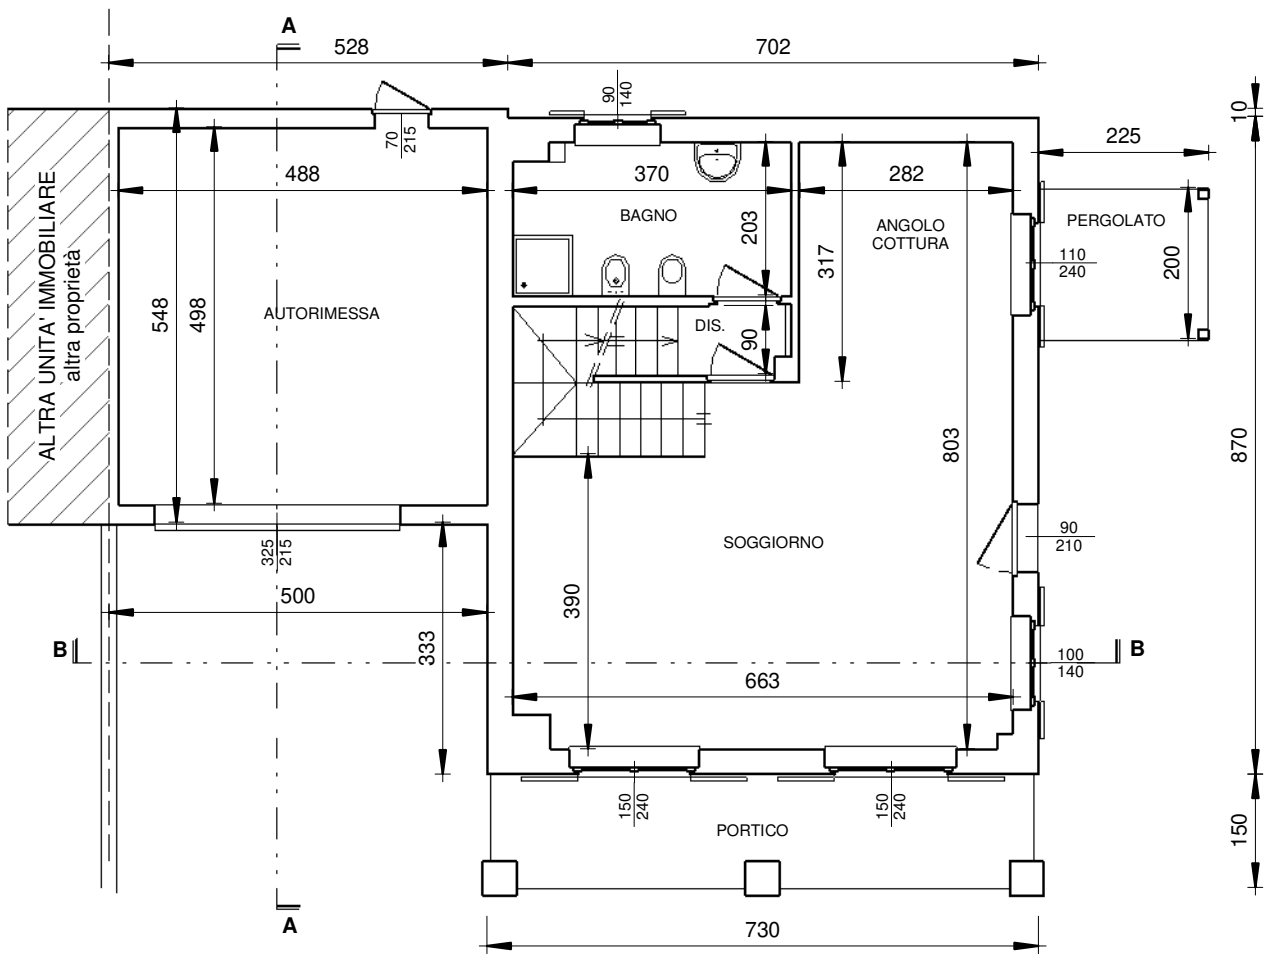 A
528
702
90
140
10
70
215
225
488
370
282
BAGNO
203
ANGOLO
COTTURA
PERGOLATO
317
110
240
200
ALTRA UNITA' IMMOBILIARE
altra proprietà
548
498
AUTORIMESSA
DIS.
90
803
870
SOGGIORNO
90
210
325
215
500
390
333
B
100
140
B
663
150
240
150
240
PORTICO
150
A
730